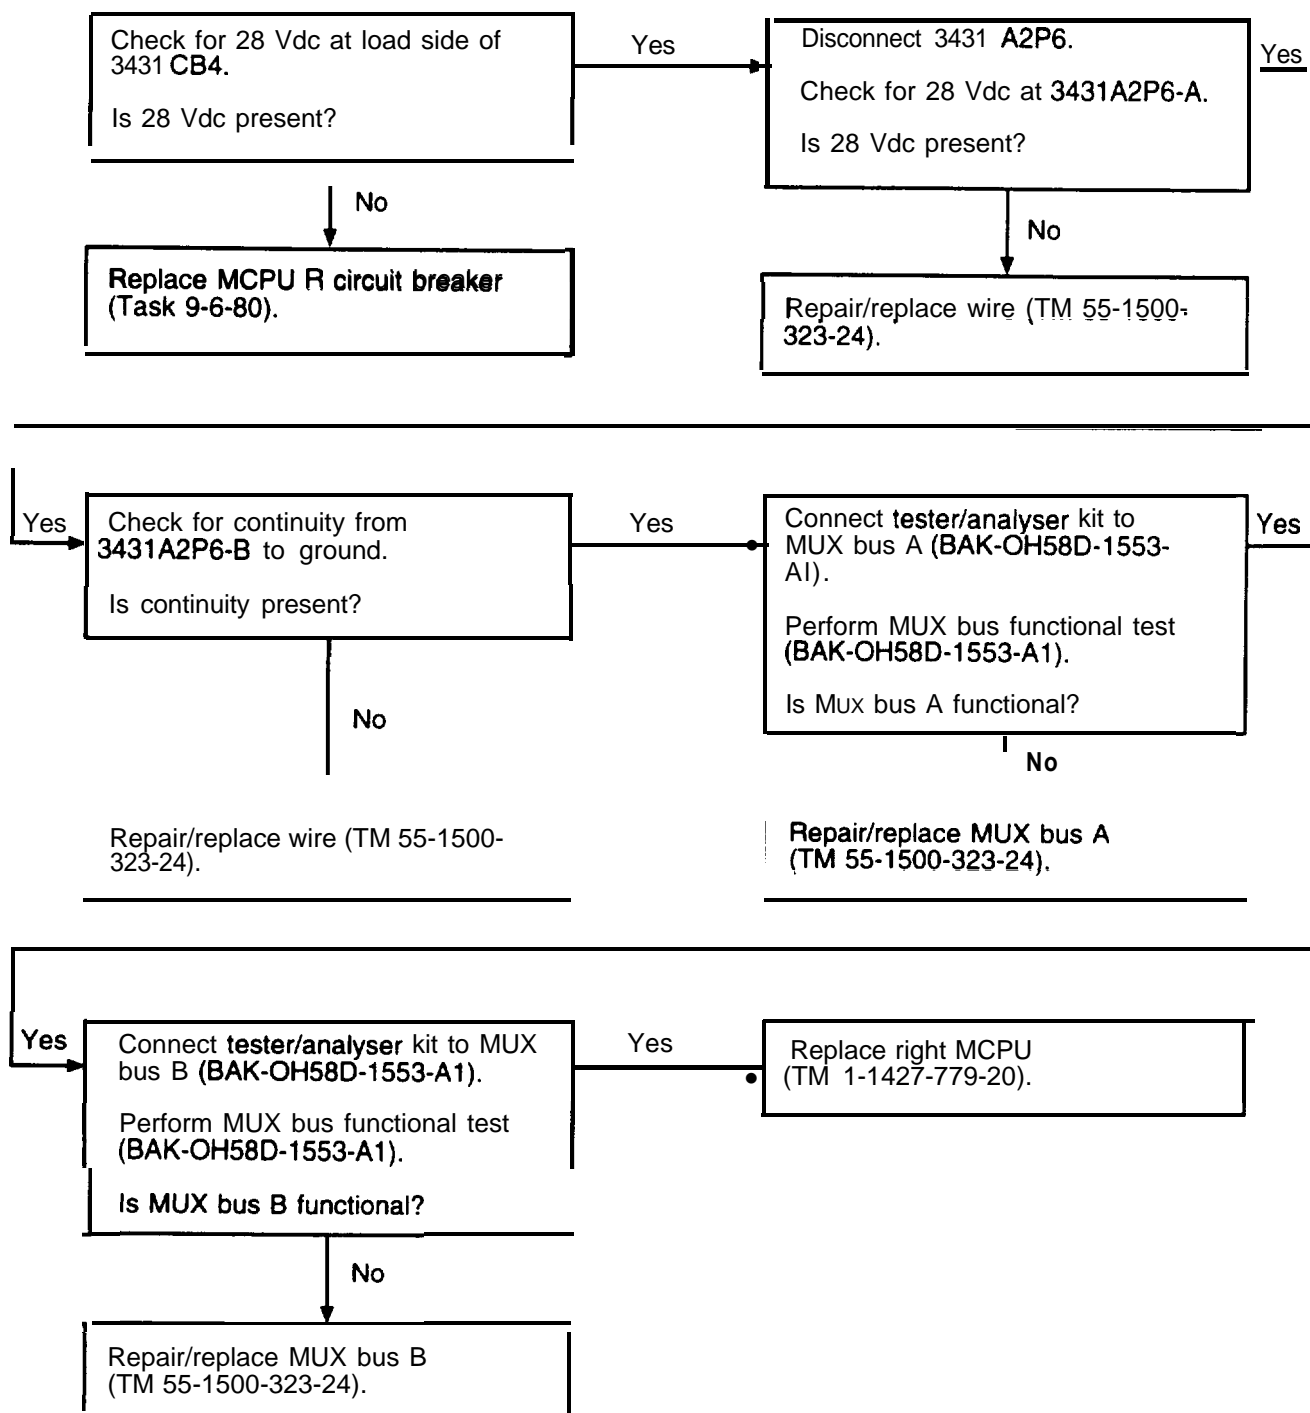 Check for 28 Vdc at load side of
3431 CB4.
Is 28 Vdc present?
Yes
Disconnect 3431 A2P6.
Check for 28 Vdc at 3431A2P6-A.
Is 28 Vdc present?
Yes
No
Replace MCPU R circuit breaker
(Task 9-6-80).
No
Repair/replace wire (TM 55-1500-
323-24).
Yes
Check for continuity from
3431A2P6-B to ground.
Is continuity present?
Yes
Connect tester/analyser kit to
MUX bus A (BAK-OH58D-1553-
AI).
Perform MUX bus functional test
(BAK-OH58D-1553-A1).
Is MUX bus A functional?
Yes
No
Repair/replace wire (TM 55-1500-
323-24).
No
Repair/replace MUX bus A
(TM 55-1500-323-24).
Yes
Connect tester/analyser kit to MUX
bus B (BAK-OH58D-1553-A1).
Perform MUX bus functional test
(BAK-OH58D-1553-A1).
Is MUX bus B functional?
Yes
Replace right MCPU
(TM 1-1427-779-20).
No
Repair/replace MUX bus B
(TM 55-1500-323-24).